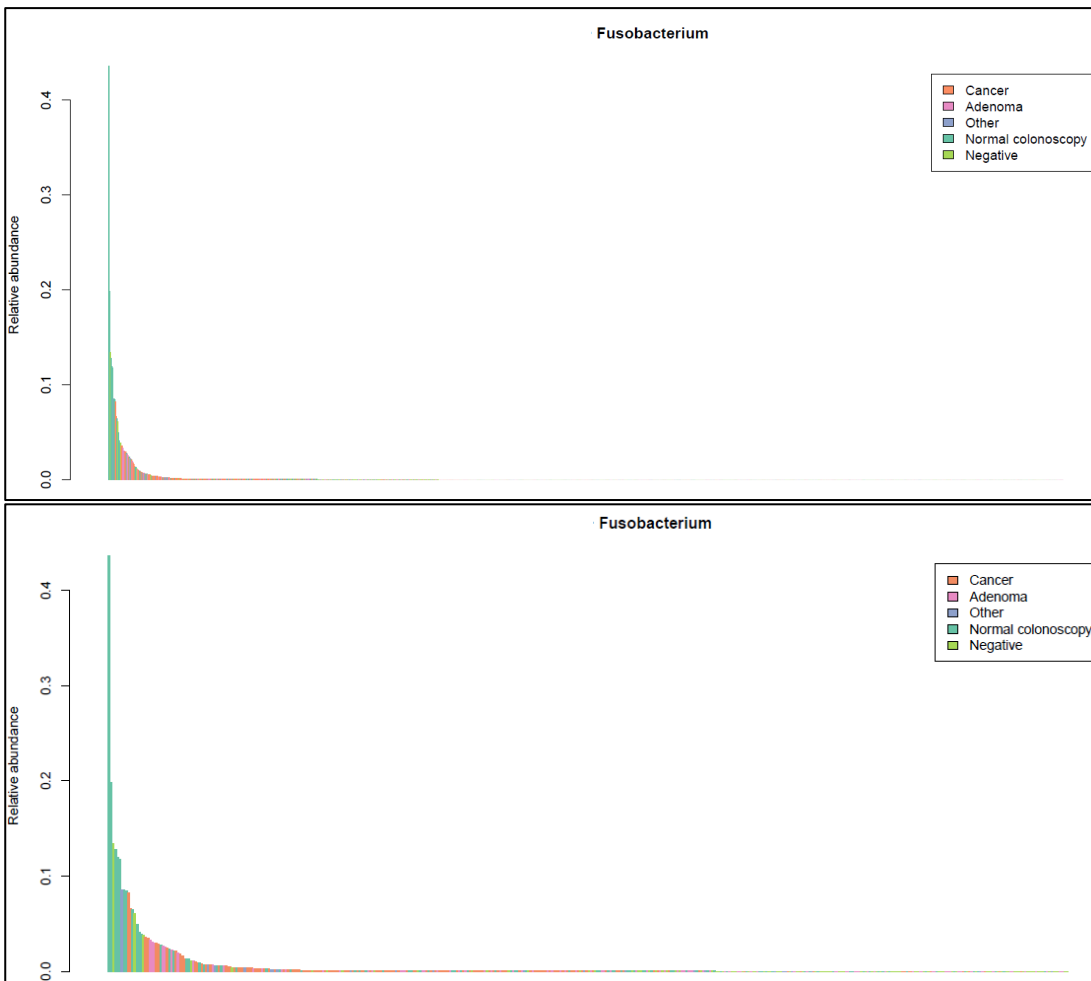 Fusobacterium
Cancer
Adenoma
Other
Normal colonoscopy
Negative
Relative abundance
0.4
0.3
0.2
0.1
0.0
Fusobacterium
Cancer
Adenoma
Other
Normal colonoscopy
Negative
Relative abundance
0.4
0.3
0.2
0.1
0.0